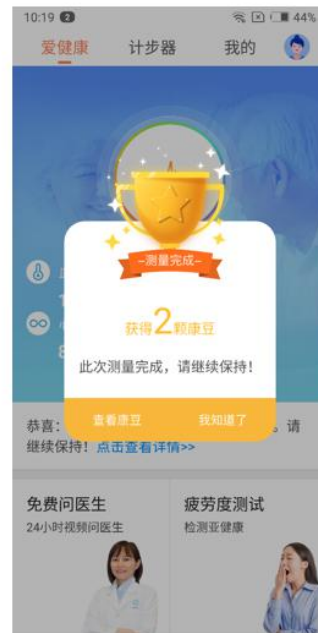 10:19 2 44%
爱健康 计步器 我的
-测量完成-
获得2颗康豆
此次测量完成，请继续保持！
查看康豆 我知道了
恭喜： 。请
继续保持！点击查看详情>>
免费问医生 疲劳度测试
24小时视频问医生 检测亚健康